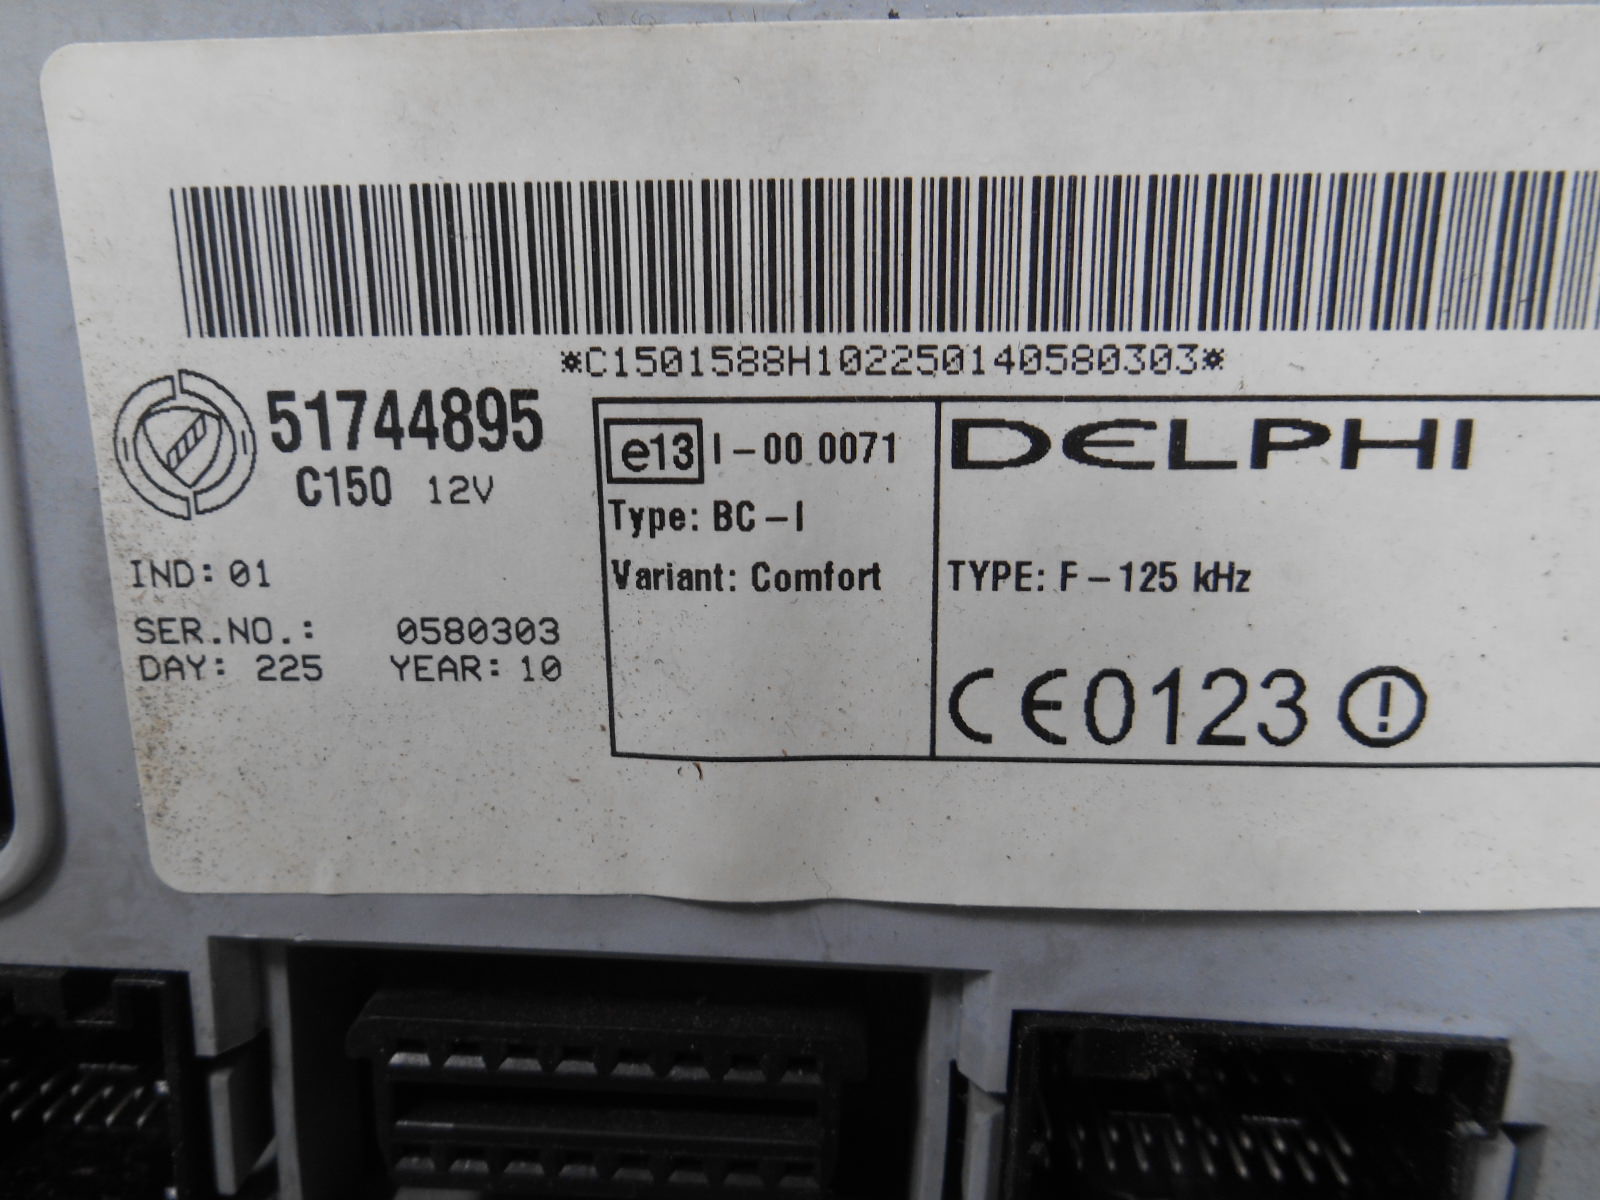 *C1501588H102250140580303*
51744895
C150 12V
IND: 01
SER.NO.: 0580303
DAY: 225 YEAR: 10
e13 I-00 0071
Type: BC-I
Variant: Comfort
DELPHI
TYPE: F-125 kHz
CE0123